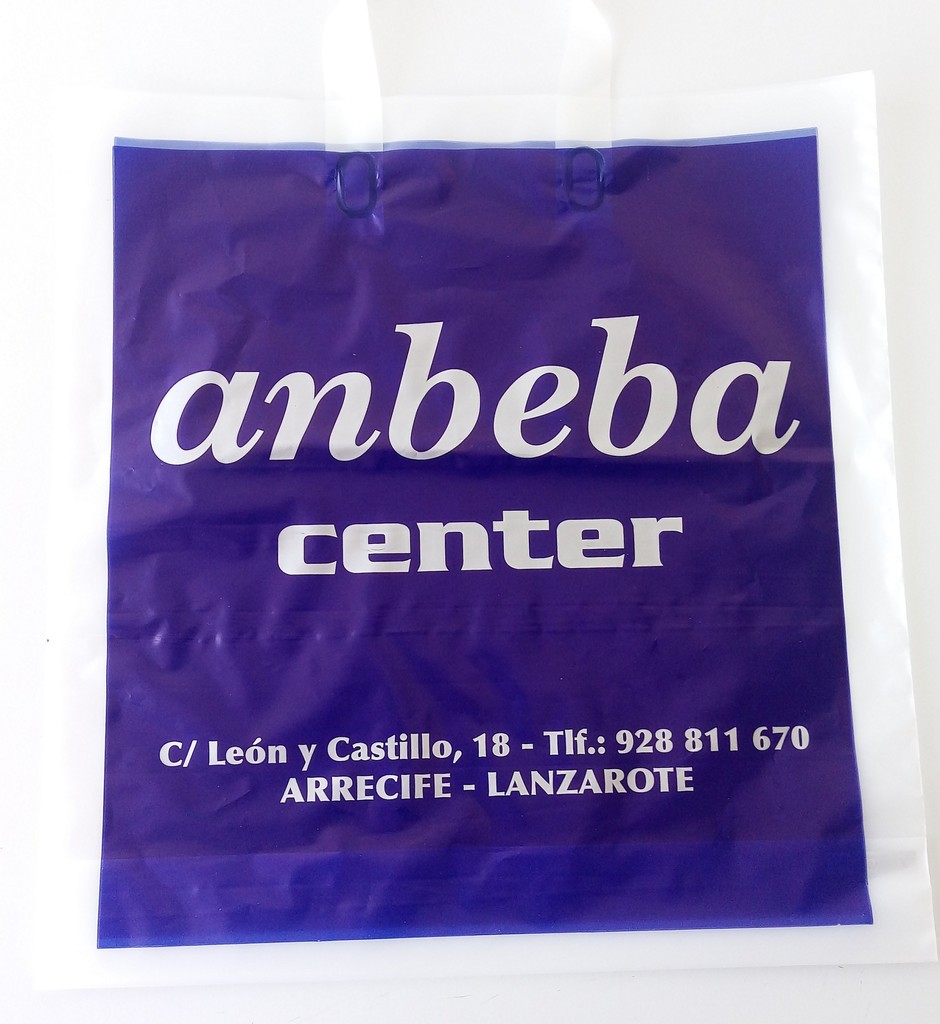 anbeba
center
C/ León y Castillo, 18 - Tlf.: 928 811 670
ARRECIFE - LANZAROTE